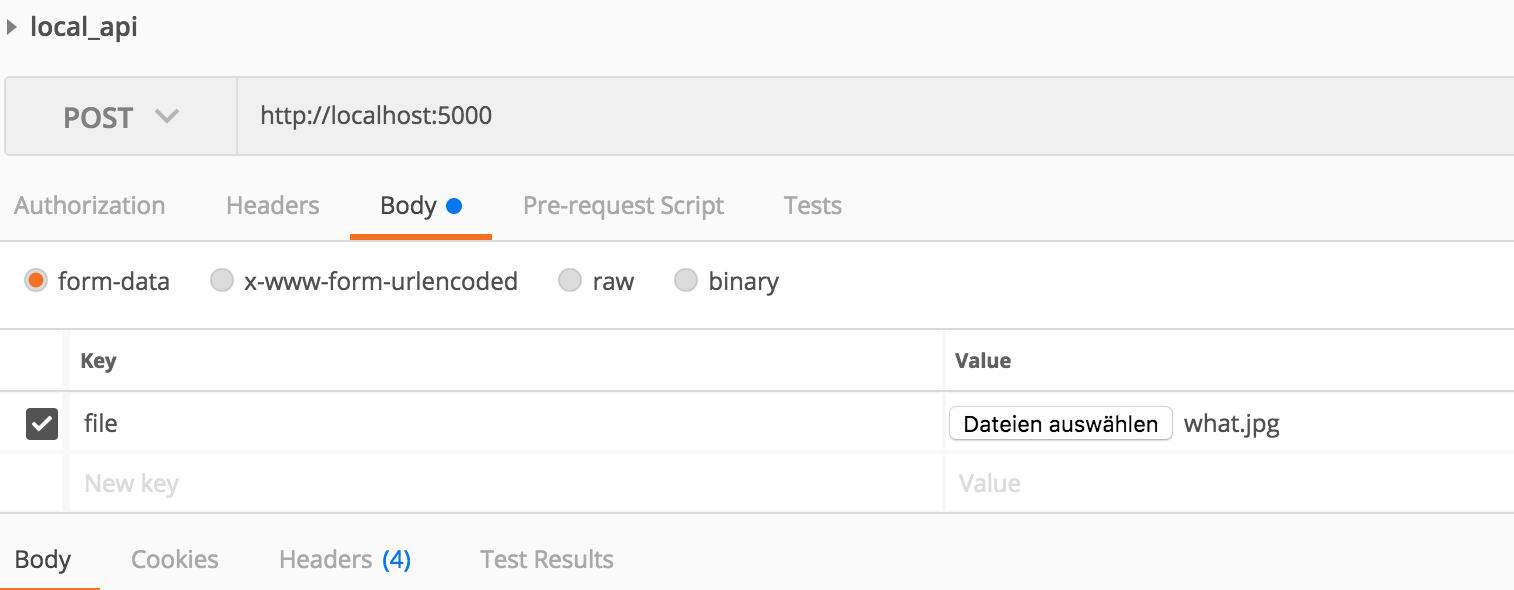 local_api
POST http://localhost:5000
Authorization Headers Body Pre-request Script Tests
form-data x-www-form-urlencoded raw binary
Key Value
file Dateien auswählen what.jpg
New key Value
Body Cookies Headers (4) Test Results